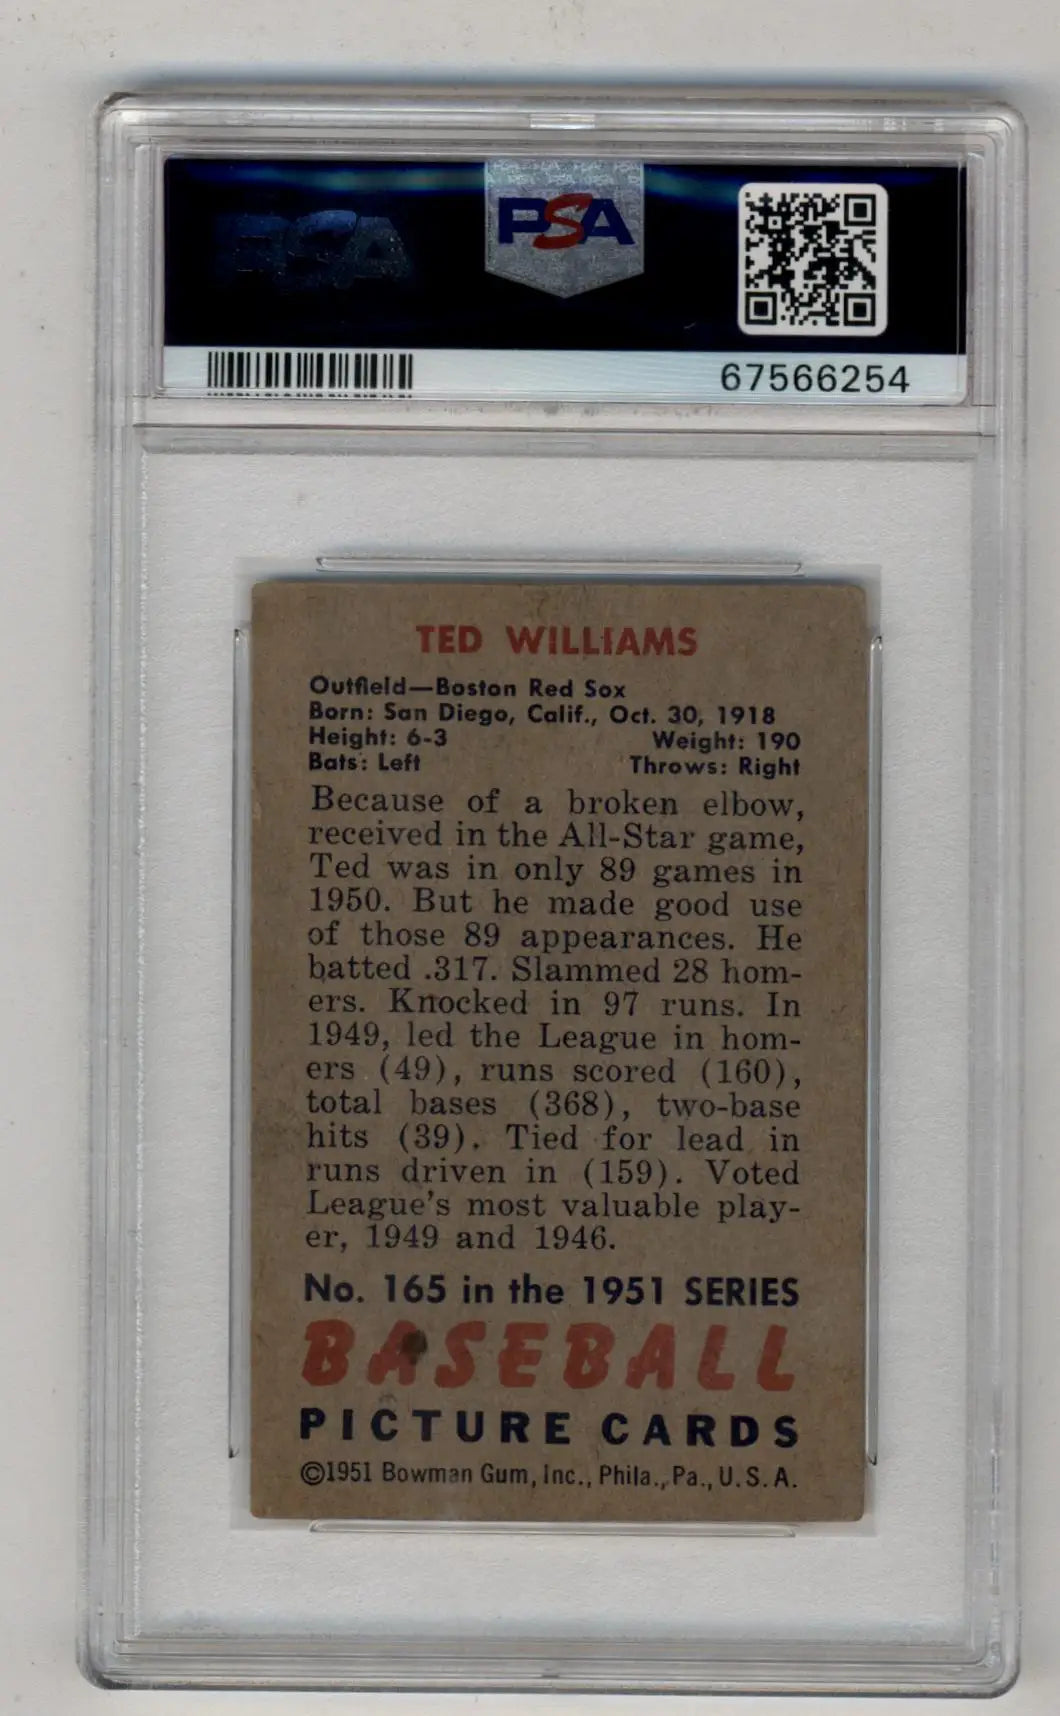 PSA
PSA
67566254
TED WILLIAMS
Outfield—Boston Red Sox
Born: San Diego, Calif., Oct. 30, 1918
Height: 6-3 Weight: 190
Bats: Left Throws: Right
Because of a broken elbow,
received in the All-Star game,
Ted was in only 89 games in
1950. But he made good use
of those 89 appearances. He
batted .317. Slammed 28 hom-
ers. Knocked in 97 runs. In
1949, led the League in hom-
ers (49), runs scored (160),
total bases (368), two-base
hits (39). Tied for lead in
runs driven in (159). Voted
League's most valuable play-
er, 1949 and 1946.
No. 165 in the 1951 SERIES
BASEBALL
PICTURE CARDS
©1951 Bowman Gum, Inc., Phila., Pa., U.S.A.